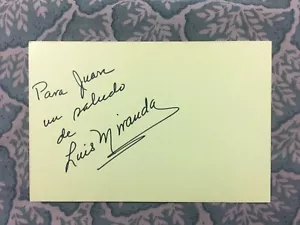 Para Juan
un saludo
de
Luis Miranda